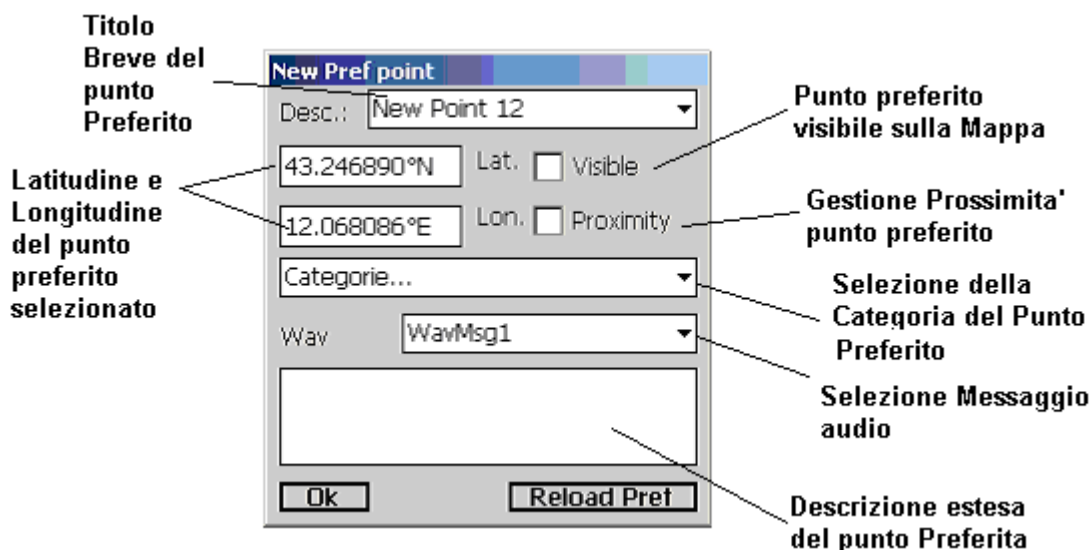 Titolo
Breve del
punto
Preferito
New Pref point
Desc.: New Point 12
43.246890°N Lat. Visible
12.068086°E Lon. Proximity
Categorie...
Wav WavMsg1
Ok Reload Pref
Latitudine e
Longitudine
del punto
preferito
selezionato
Punto preferito
visibile sulla Mappa
Gestione Prossimita'
punto preferito
Selezione della
Categoria del Punto
Preferito
Selezione Messaggio
audio
Descrizione estesa
del punto Preferita